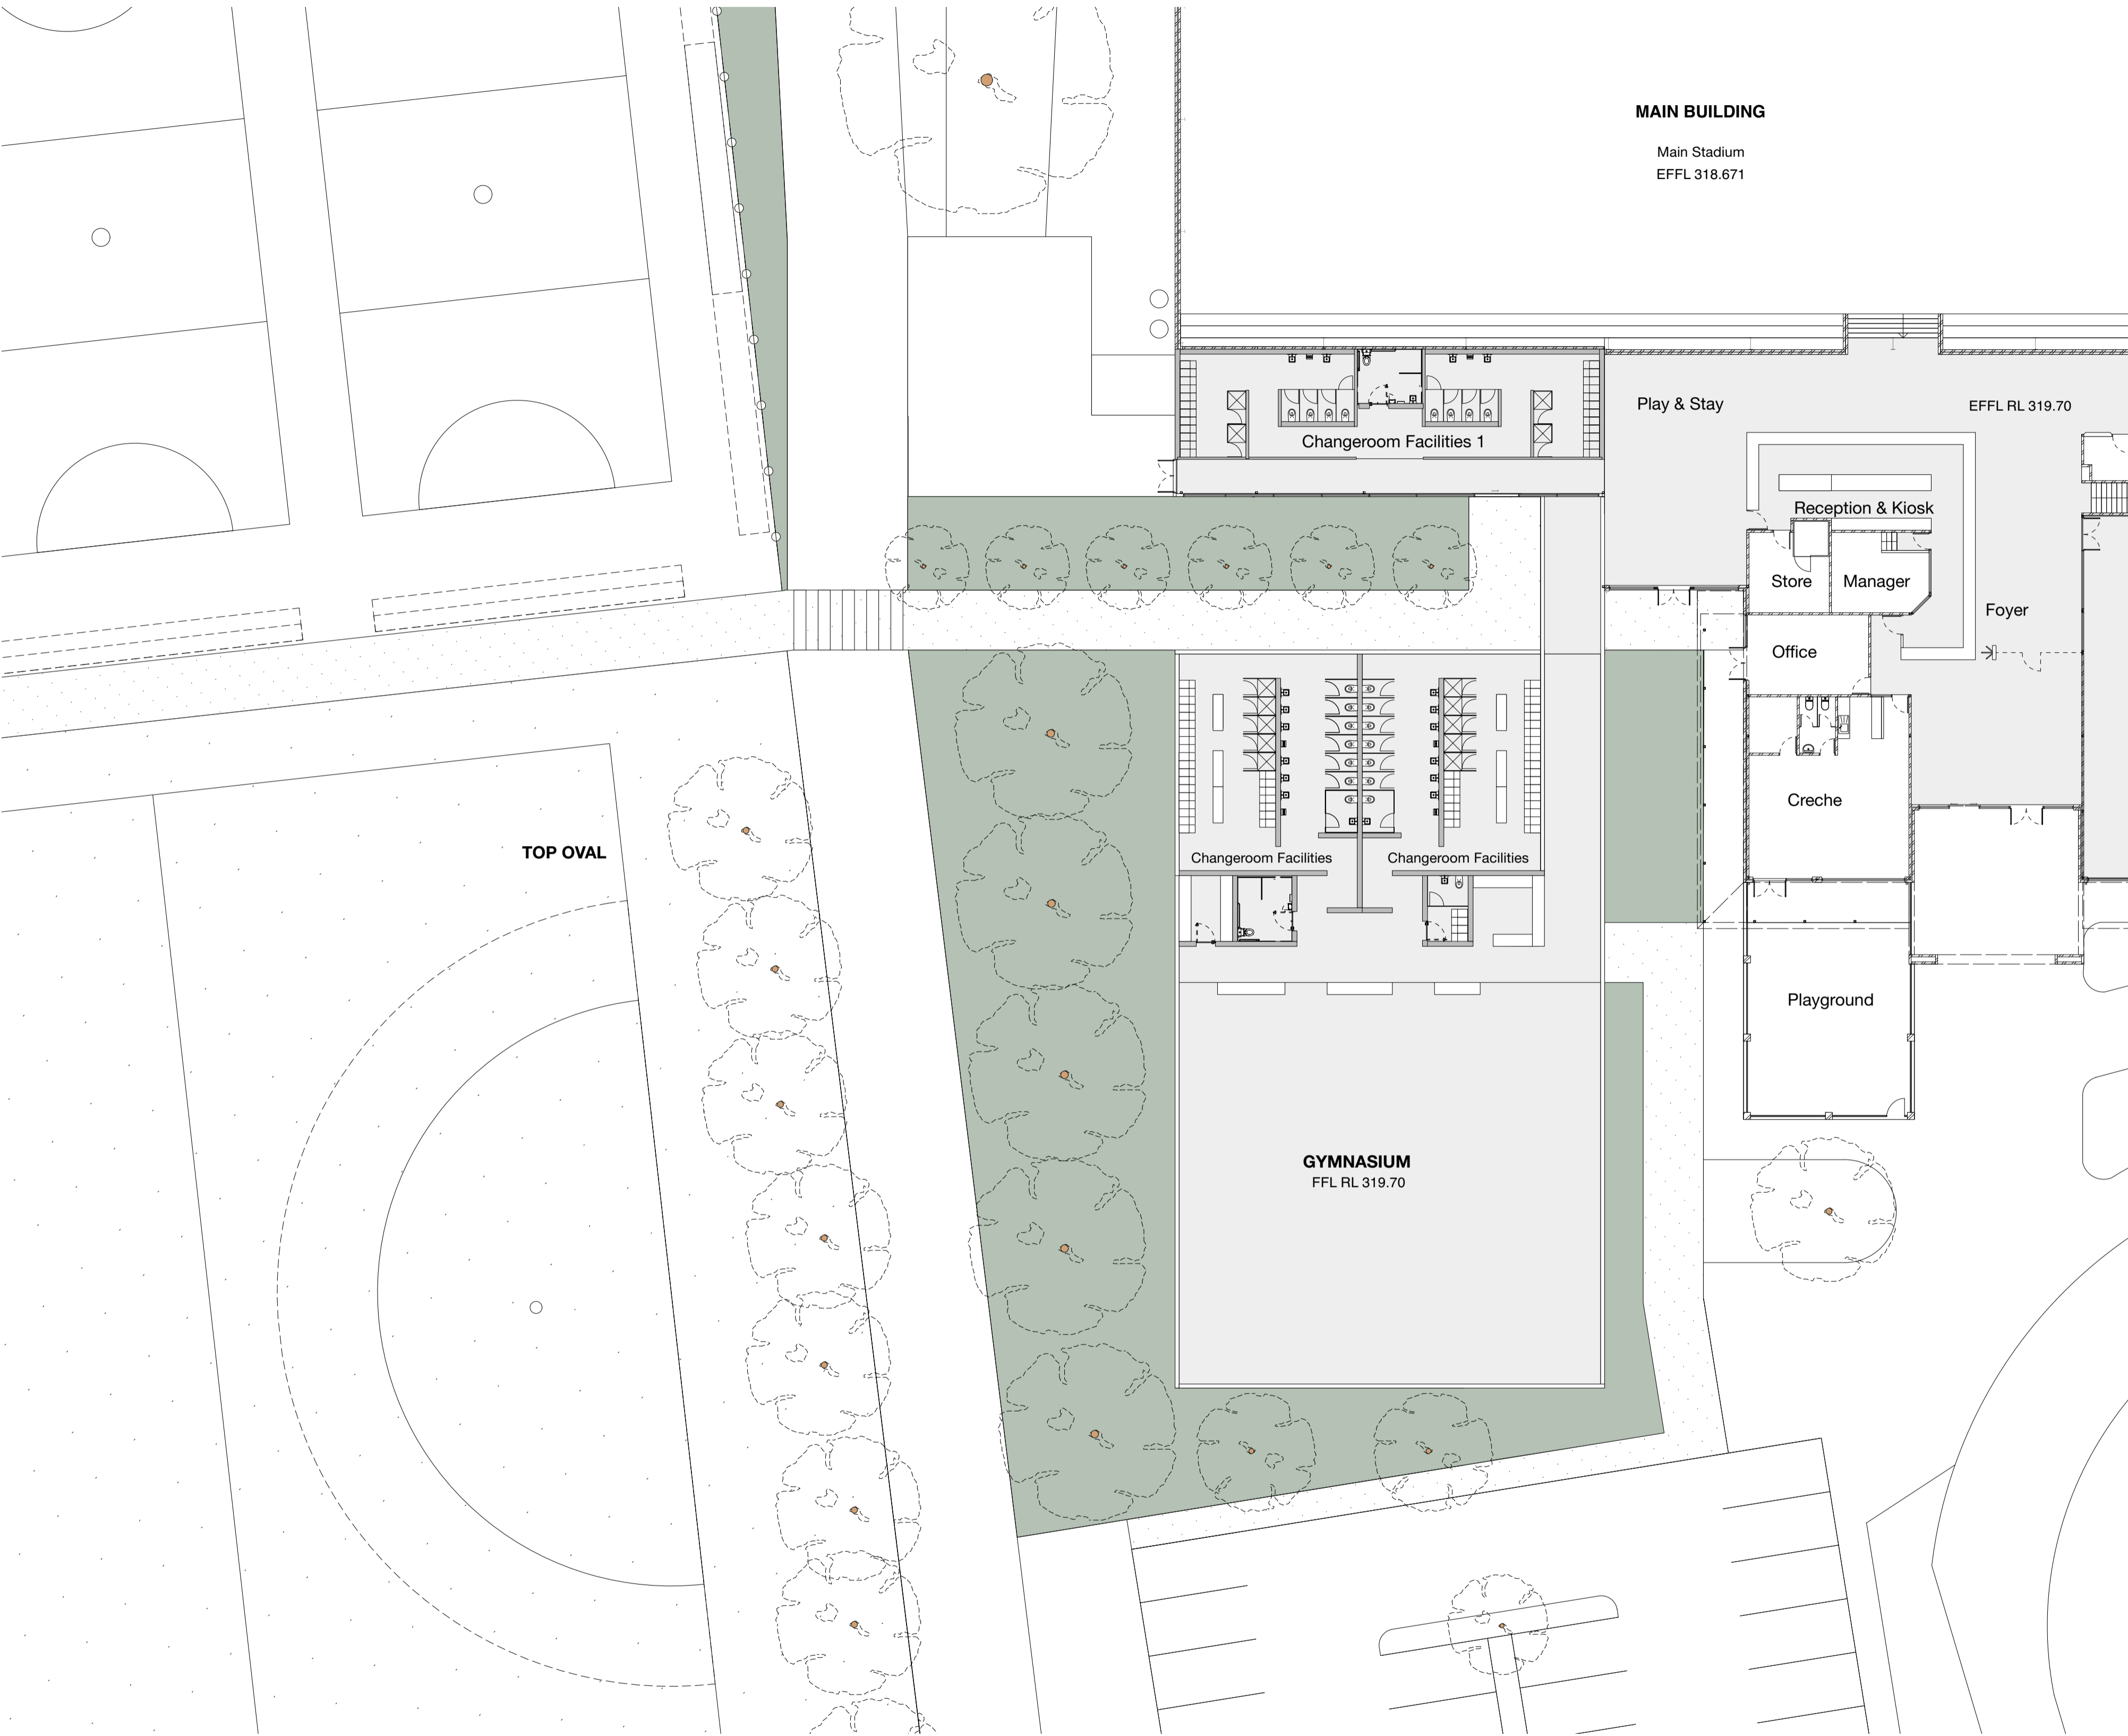 MAIN BUILDING
Main Stadium
EFFL 318.671
Play & Stay
EFFL RL 319.70
Changeroom Facilities 1
Reception & Kiosk
Store
Manager
Foyer
Office
Creche
TOP OVAL
Changeroom Facilities
Changeroom Facilities
Playground
GYMNASIUM
FFL RL 319.70